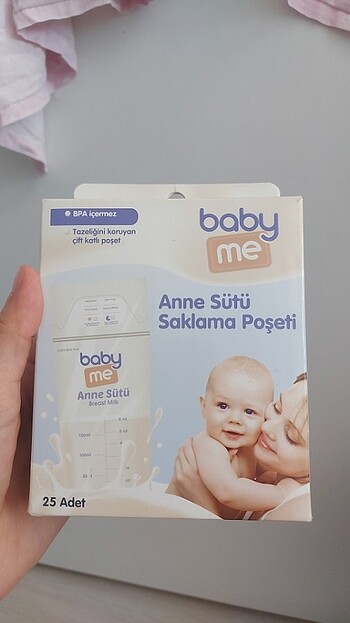 BPA içermez
Tazeliğini koruyan
çift katlı poşet
baby
me
Anne Sütü
Saklama Poşeti
baby
me
Anne Sütü
Breast Milk
25 Adet